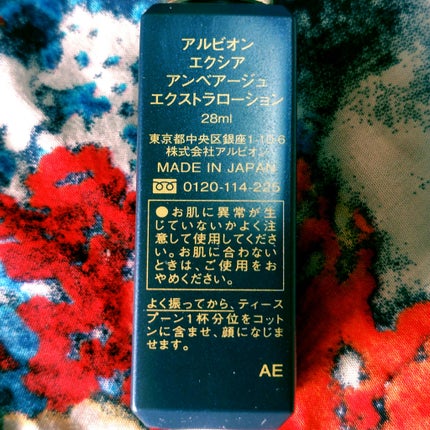 アルビオン
エクシア
アンベアージュ
エクストラローション
28ml
東京都中央区銀座1-10-6
株式会社アルビオン
MADE IN JAPAN
0120-114-225
●お肌に異常が生
じていないかよく注
意して使用してくださ
い。お肌に合わない
ときは、ご使用をお
やめください。
よく振ってから、ティース
プーン1杯分位をコットン
に含ませ、顔になじま
せます。
AE